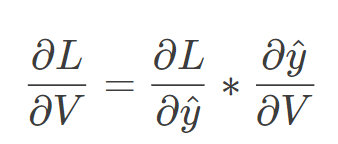 ∂L/∂V = ∂L/∂ŷ * ∂ŷ/∂V